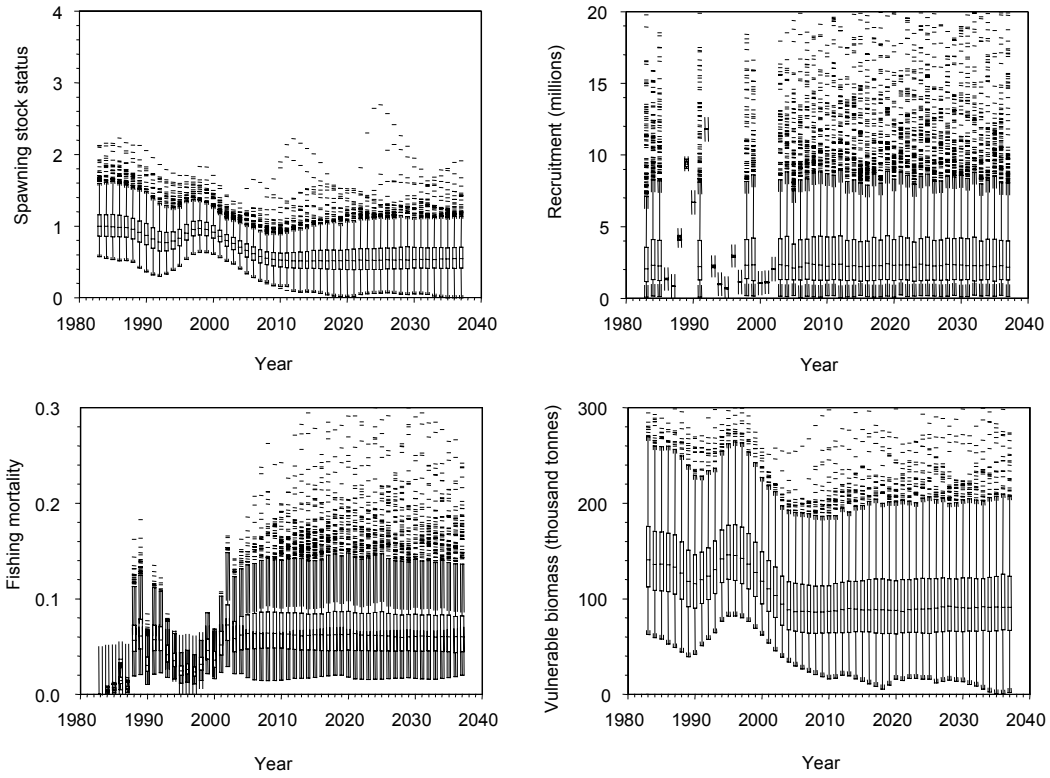 4
3
2
1
0
Spawning stock status
1980 1990 2000 2010 2020 2030 2040
Year
20
15
10
5
0
Recruitment (millions)
1980 1990 2000 2010 2020 2030 2040
Year
0.3
0.2
0.1
0.0
Fishing mortality
1980 1990 2000 2010 2020 2030 2040
Year
300
200
100
0
Vulnerable biomass (thousand tonnes)
1980 1990 2000 2010 2020 2030 2040
Year